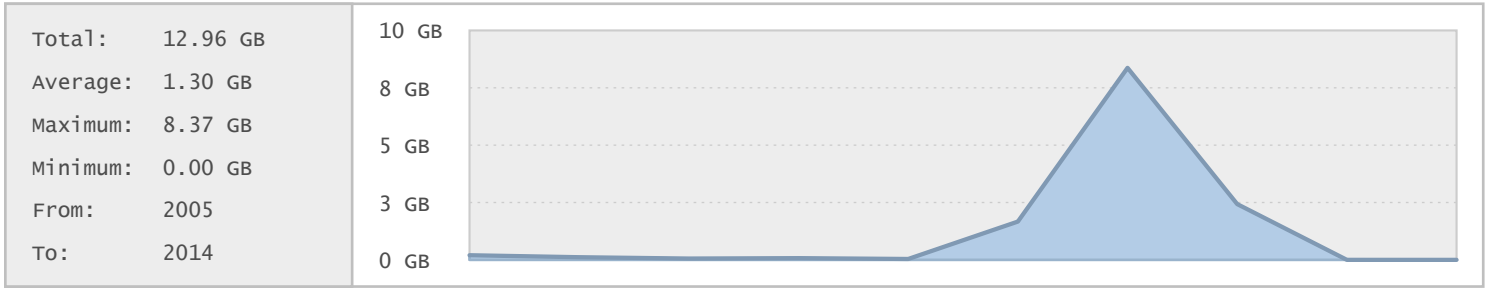 Total: 12.96 GB
Average: 1.30 GB
Maximum: 8.37 GB
Minimum: 0.00 GB
From: 2005
To: 2014
10 GB
8 GB
5 GB
3 GB
0 GB